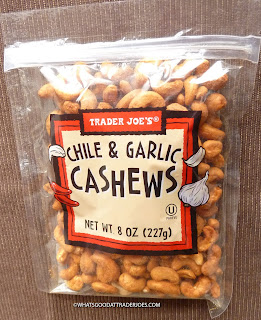 TRADER JOE'S®
CHILE & GARLIC
CASHEWS
U
NET WT 8 OZ (227g)
©WHATSGOODATTRADERJOES.COM